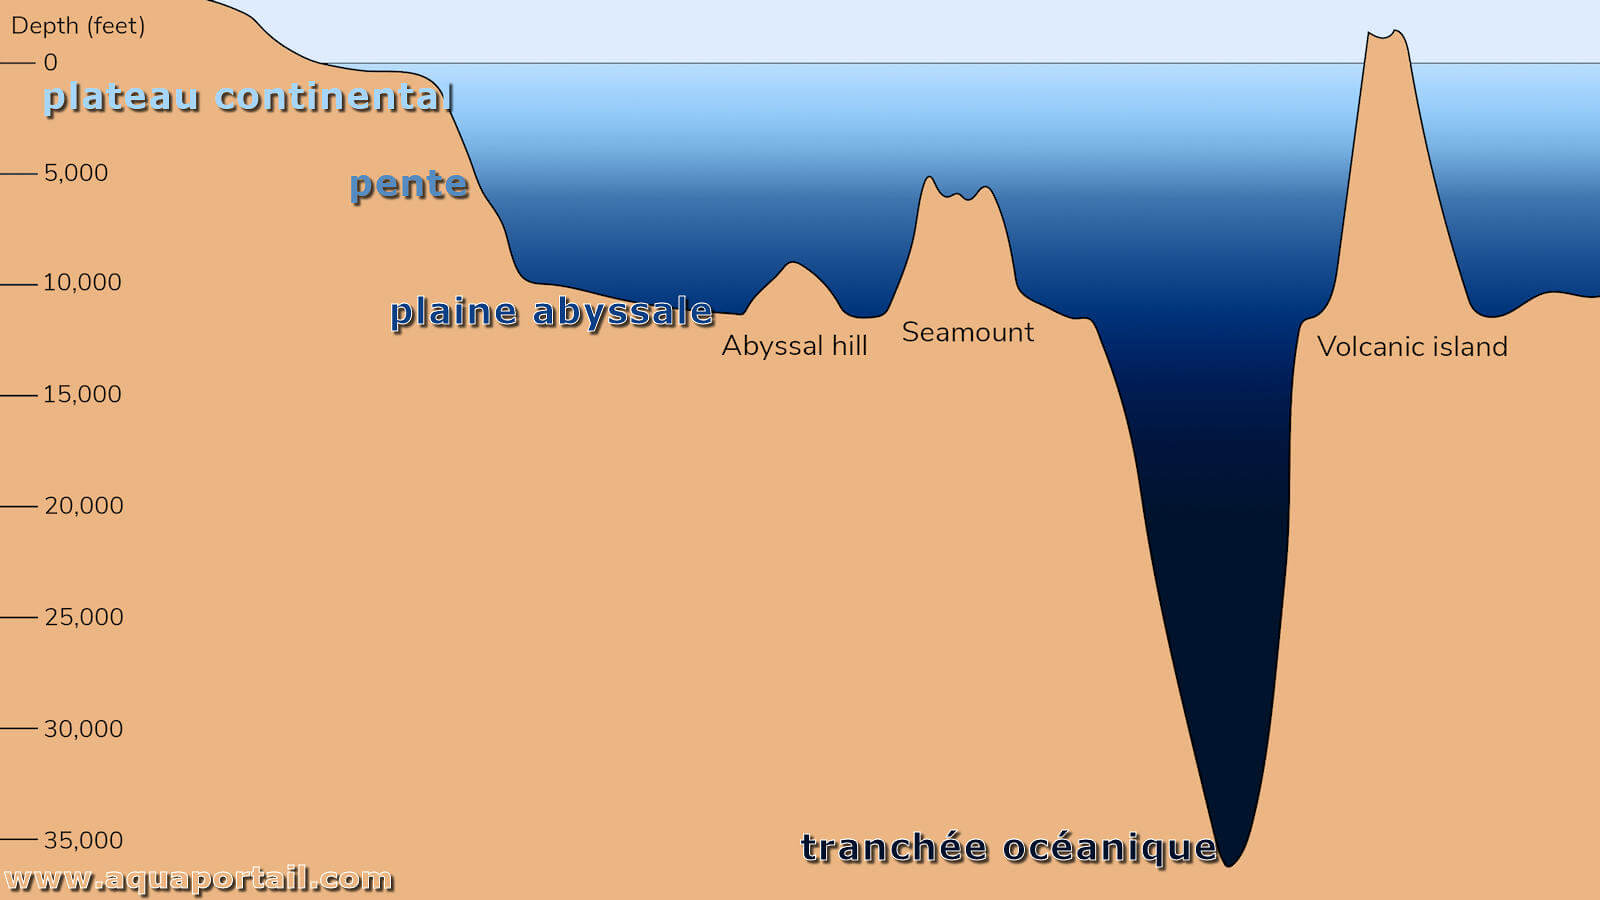 Depth (feet)
0
plateau continental
5,000
pente
10,000
plaine abyssale
Abyssal hill
Seamount
Volcanic island
15,000
20,000
25,000
30,000
35,000
tranchée océanique
www.aquaportail.com